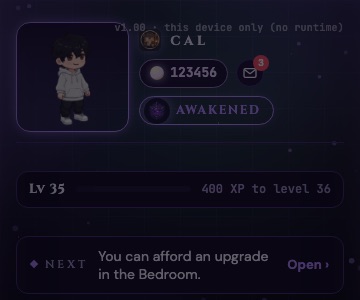 v1.00 · this device only (no runtime)
CAL
123456
3
AWAKENED
Lv 35
400 XP to level 36
◆ NEXT
You can afford an upgrade
in the Bedroom.
Open ›